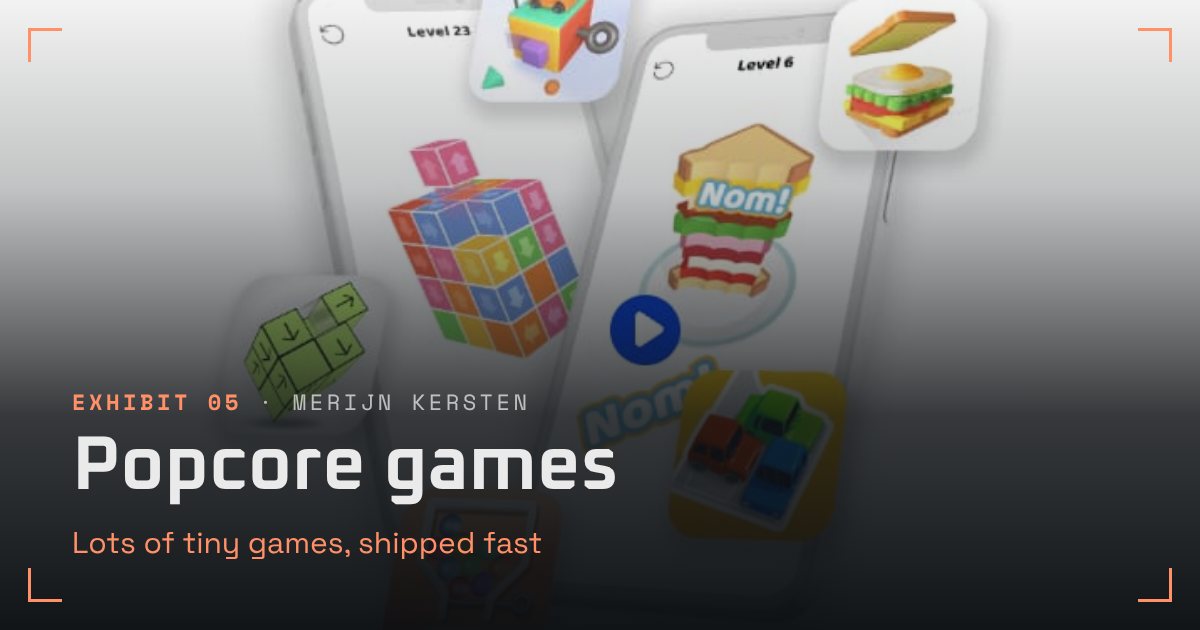 Level 23
Level 6
Nom!
Nom!
EXHIBIT 05 · MERIJN KERSTEN
Popcore games
Lots of tiny games, shipped fast